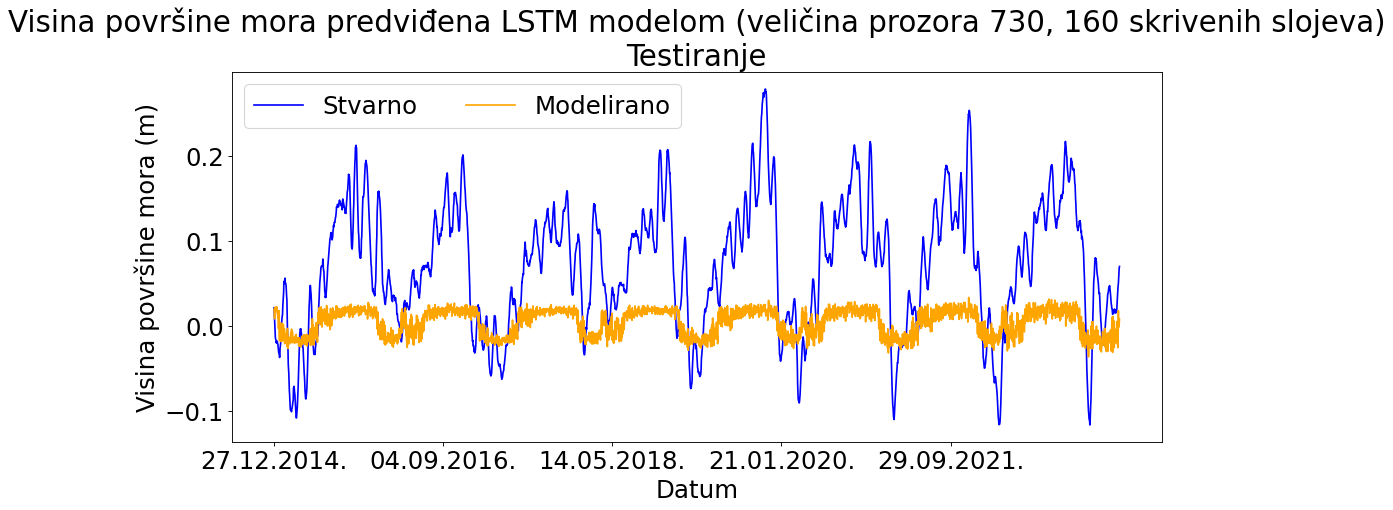 Visina površine mora predviđena LSTM modelom (veličina prozora 730, 160 skrivenih slojeva)
Testiranje
Stvarno
Modelirano
Visina površine mora (m)
0.2
0.1
0.0
−0.1
27.12.2014.
04.09.2016.
14.05.2018.
21.01.2020.
29.09.2021.
Datum